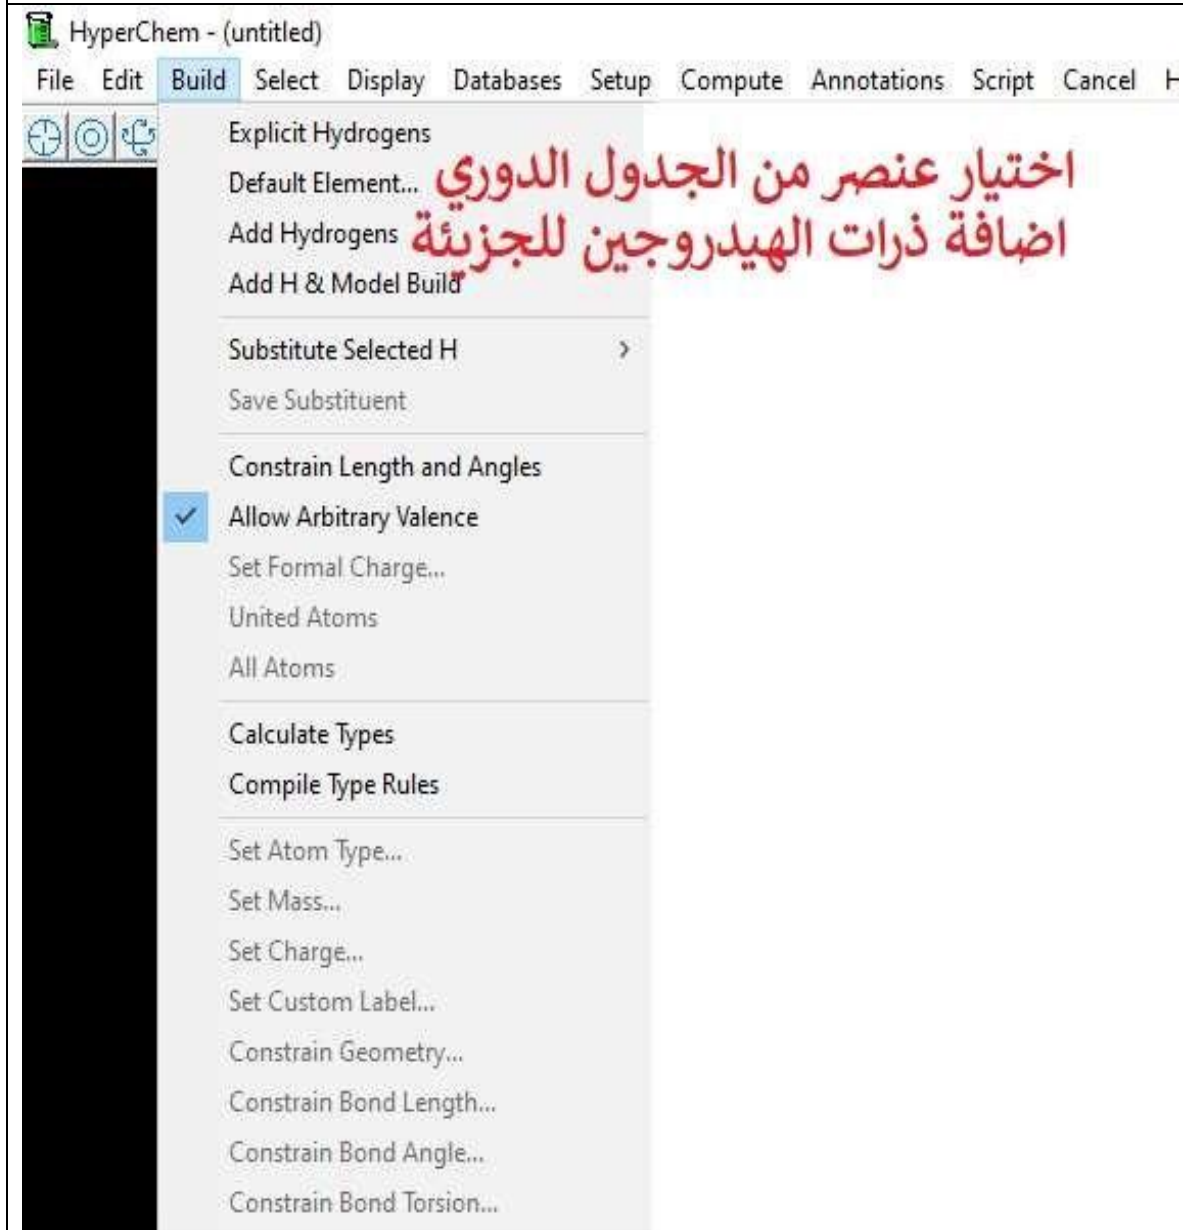 HyperChem - (untitled)
File Edit Build Select Display Databases Setup Compute Annotations Script Cancel H
Explicit Hydrogens
Default Element... اختيار عنصر من الجدول الدوري
Add Hydrogens اضافة ذرات الهيدروجين للجزيئة
Add H & Model Build
Substitute Selected H >
Save Substituent
Constrain Length and Angles
Allow Arbitrary Valence
Set Formal Charge...
United Atoms
All Atoms
Calculate Types
Compile Type Rules
Set Atom Type...
Set Mass...
Set Charge...
Set Custom Label...
Constrain Geometry...
Constrain Bond Length...
Constrain Bond Angle...
Constrain Bond Torsion...